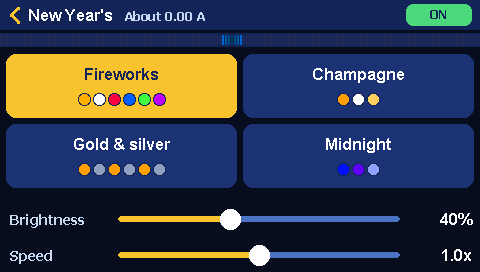 New Year's About 0.00 A ON
Fireworks Champagne
Gold & silver Midnight
Brightness 40%
Speed 1.0x